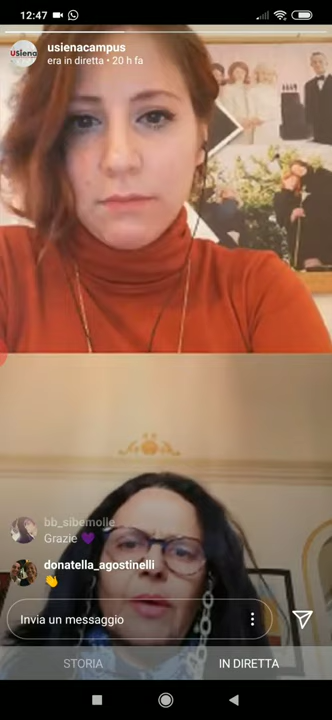 12:47
USiena
usienacampus
era in diretta • 20 h fa
bb_sibemolle
Grazie 💜
donatella_agostinelli
👏
Invia un messaggio
STORIA
IN DIRETTA